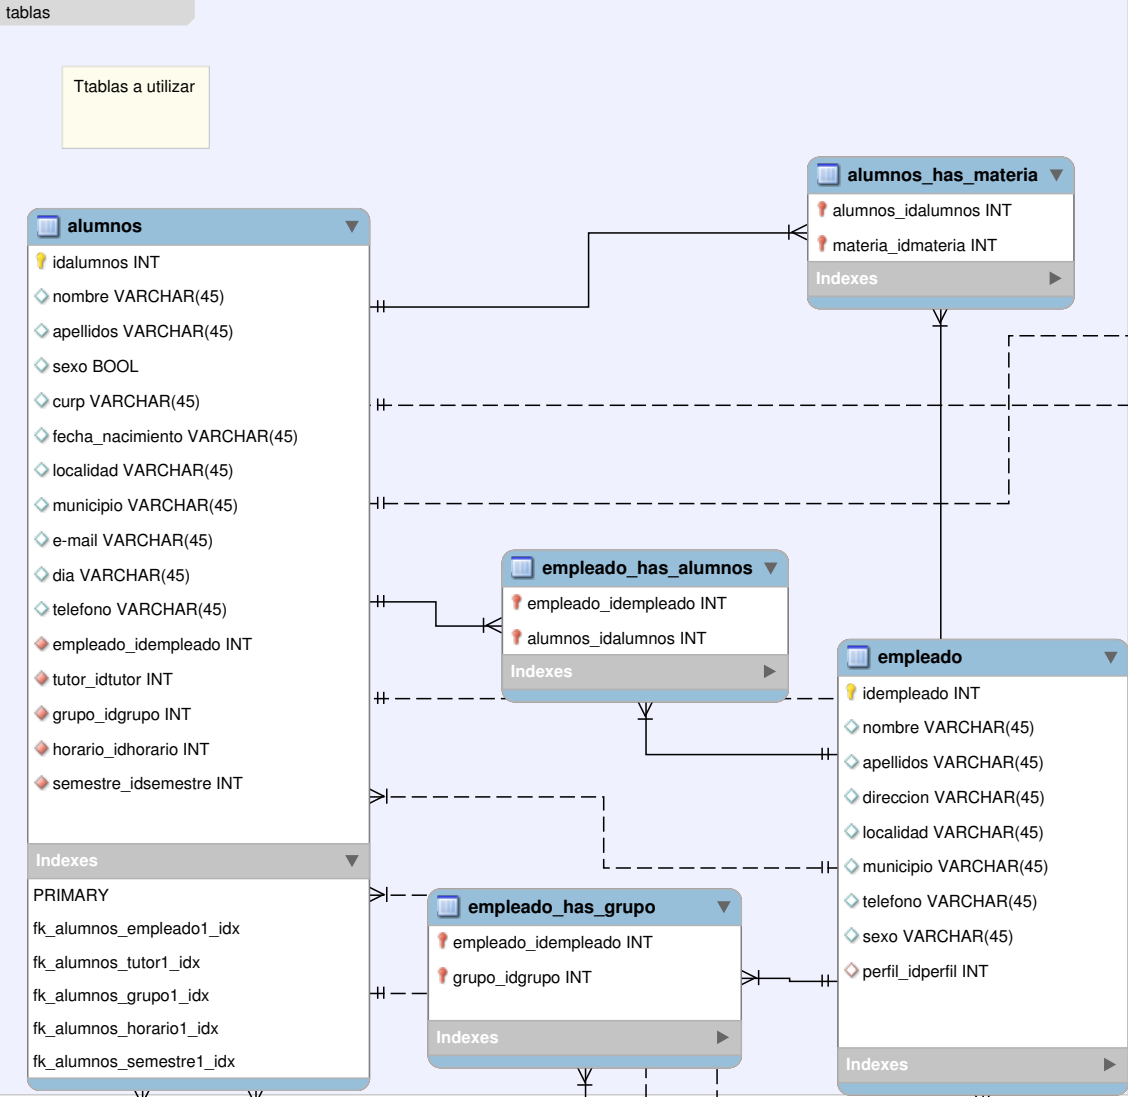 tablas
Ttablas a utilizar
alumnos
idalumnos INT
nombre VARCHAR(45)
apellidos VARCHAR(45)
sexo BOOL
curp VARCHAR(45)
fecha_nacimiento VARCHAR(45)
localidad VARCHAR(45)
municipio VARCHAR(45)
e-mail VARCHAR(45)
dia VARCHAR(45)
telefono VARCHAR(45)
empleado_idempleado INT
tutor_idtutor INT
grupo_idgrupo INT
horario_idhorario INT
semestre_idsemestre INT
Indexes
PRIMARY
fk_alumnos_empleado1_idx
fk_alumnos_tutor1_idx
fk_alumnos_grupo1_idx
fk_alumnos_horario1_idx
fk_alumnos_semestre1_idx
alumnos_has_materia
alumnos_idalumnos INT
materia_idmateria INT
Indexes
empleado_has_alumnos
empleado_idempleado INT
alumnos_idalumnos INT
Indexes
empleado_has_grupo
empleado_idempleado INT
grupo_idgrupo INT
Indexes
empleado
idempleado INT
nombre VARCHAR(45)
apellidos VARCHAR(45)
direccion VARCHAR(45)
localidad VARCHAR(45)
municipio VARCHAR(45)
telefono VARCHAR(45)
sexo VARCHAR(45)
perfil_idperfil INT
Indexes